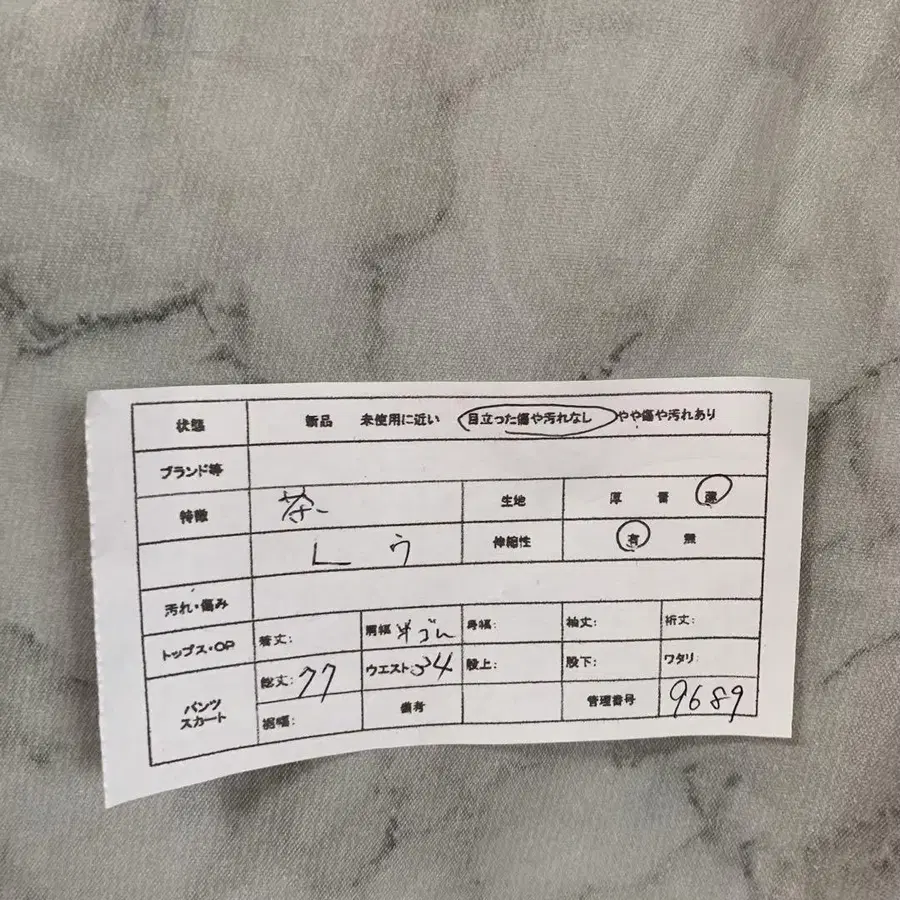 状態 新品 未使用に近い 目立った傷や汚れなし やや傷や汚れあり
ブランド等
特徴 茶 生地 厚 普 薄
しう 伸縮性 有 無
汚れ・傷み
トップス・OP 着丈: 胴幅 半ゴム 肩幅: 袖丈: 裄丈:
パンツ スカート 総丈: 77 ウエスト: 34 股上: 股下: ワタリ:
裾幅: 備考 管理番号 9689